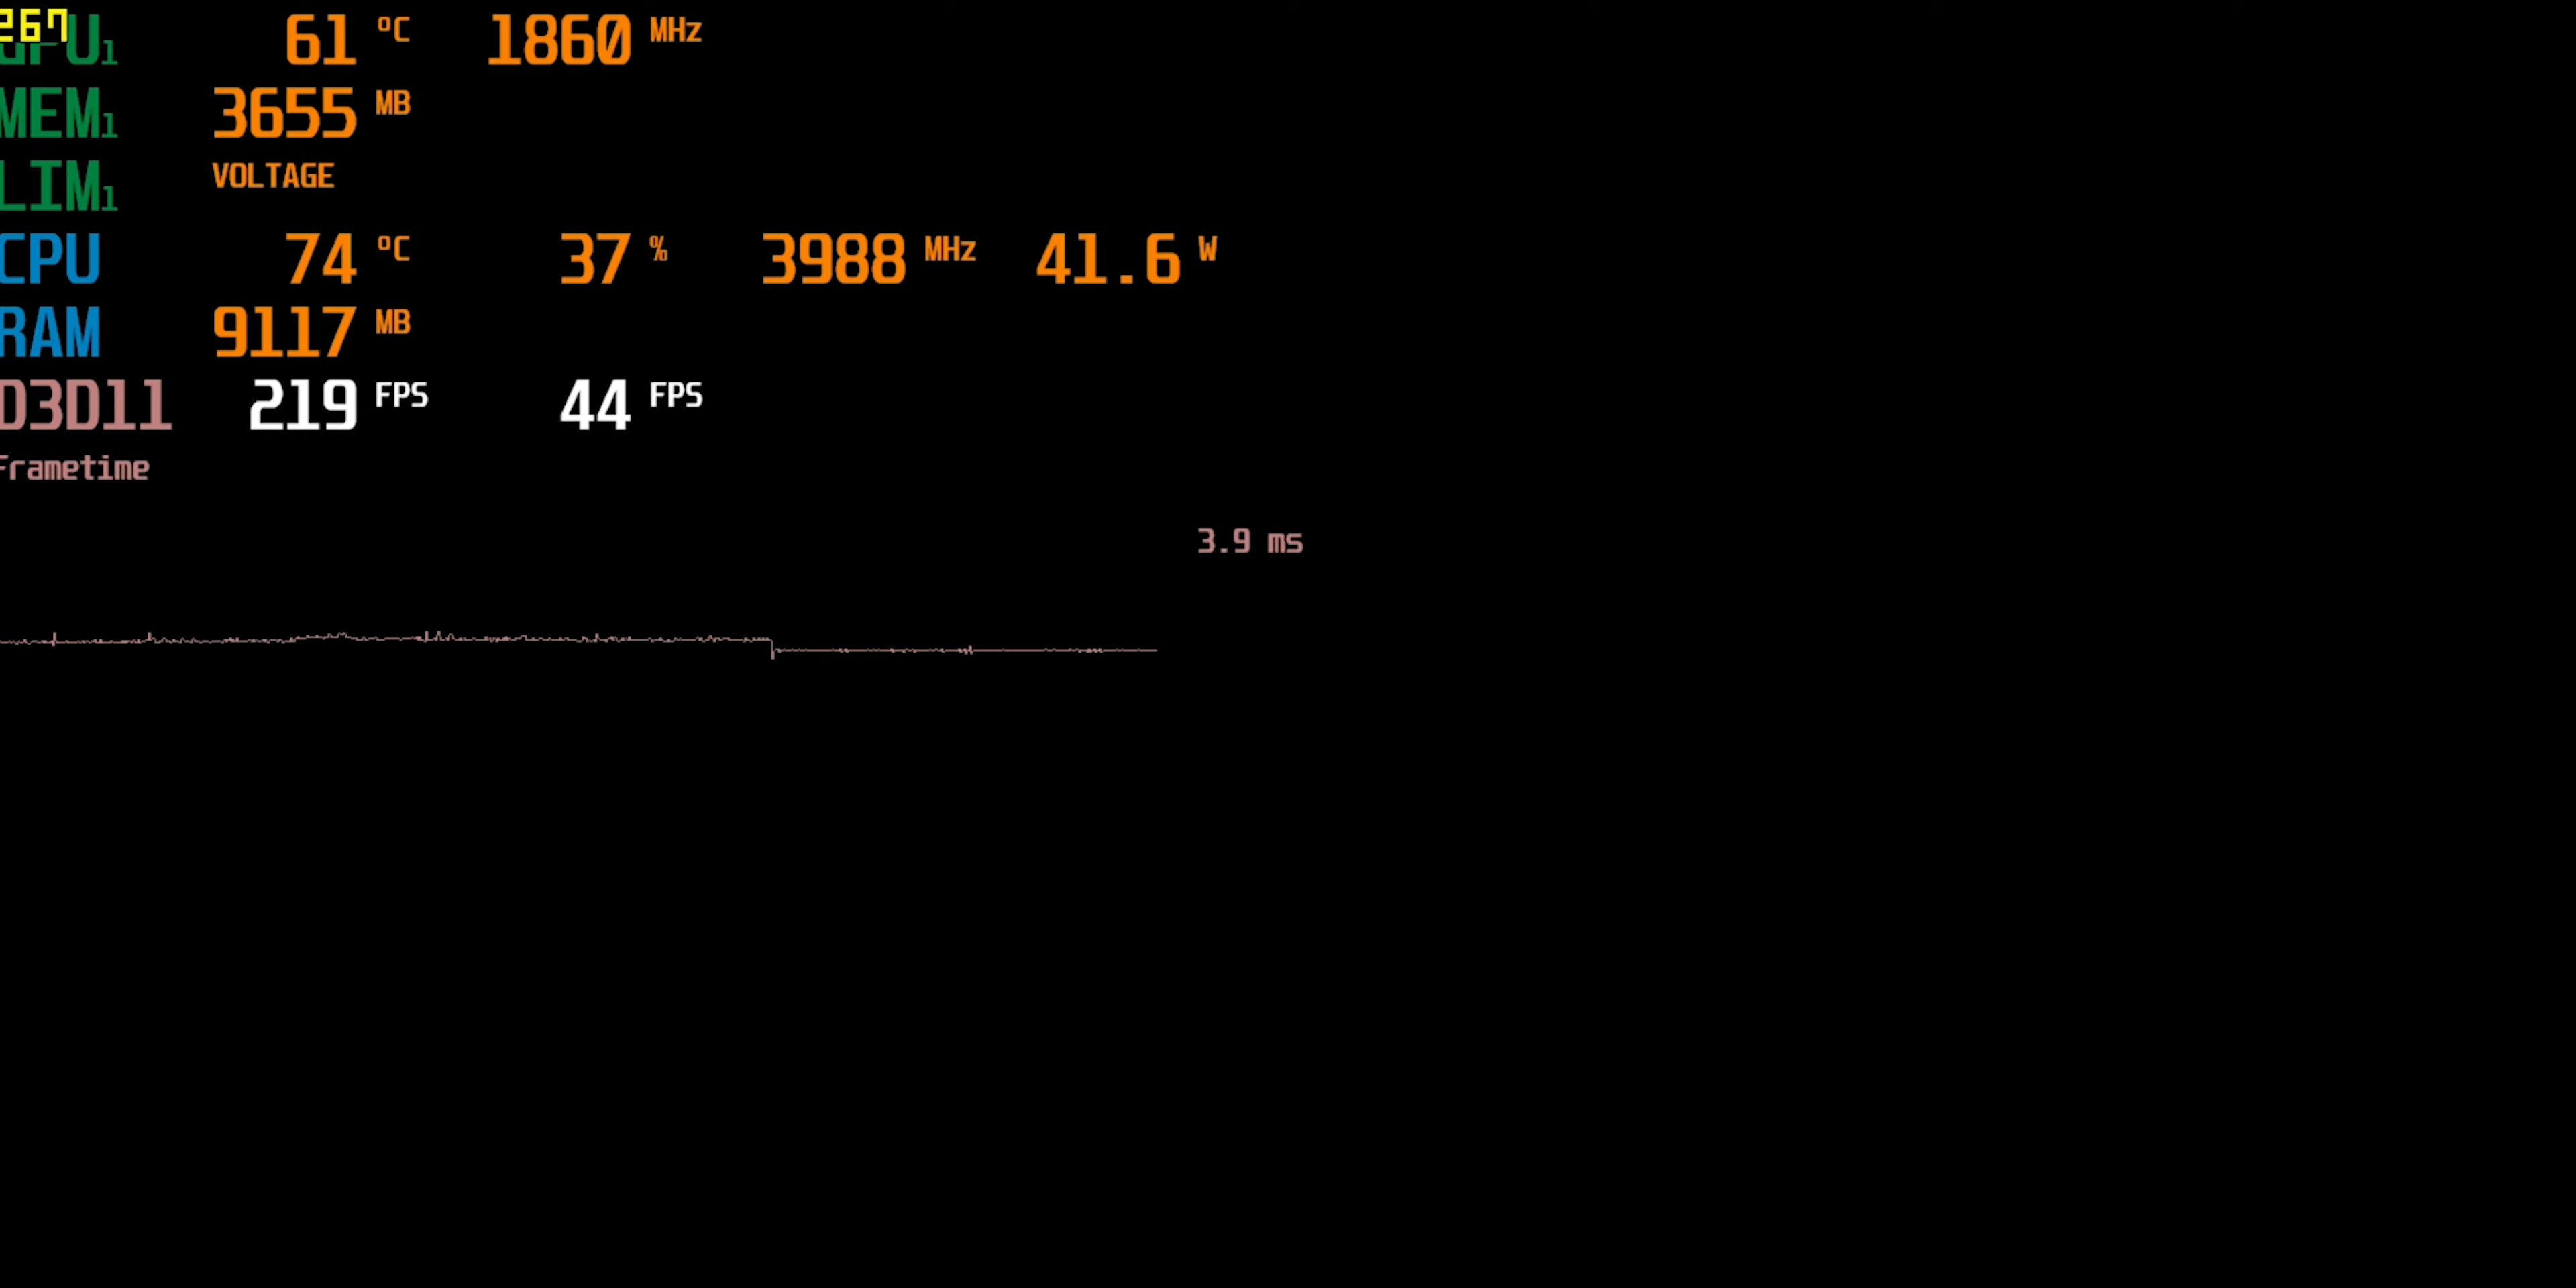 267
GPU1 61 °C 1860 MHz
MEM1 3655 MB
LIM1 VOLTAGE
CPU 74 °C 37 % 3988 MHz 41.6 W
RAM 9117 MB
D3D11 219 FPS 44 FPS
Frametime
3.9 ms